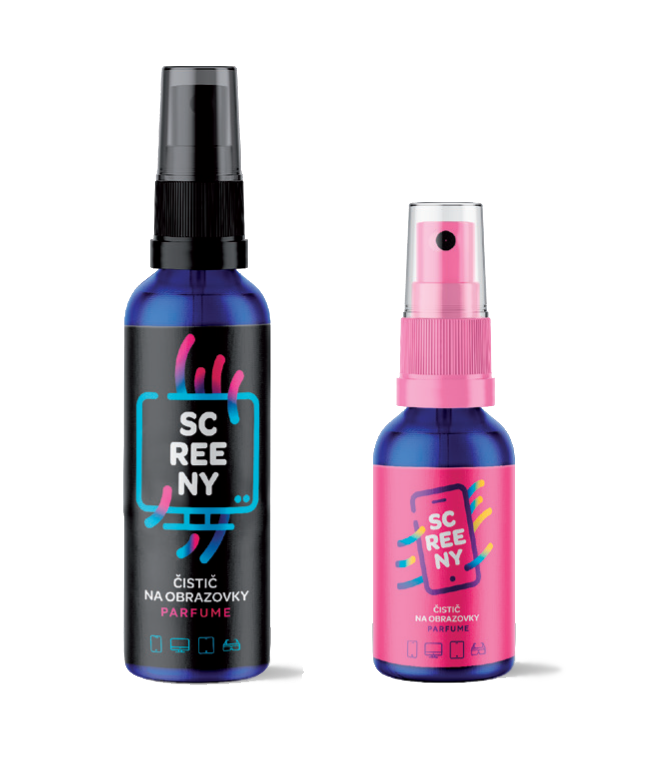 SC
REE
NY
ČISTIČ
NA OBRAZOVKY
PARFUME
SC
REE
NY
ČISTIČ
NA OBRAZOVKY
PARFUME